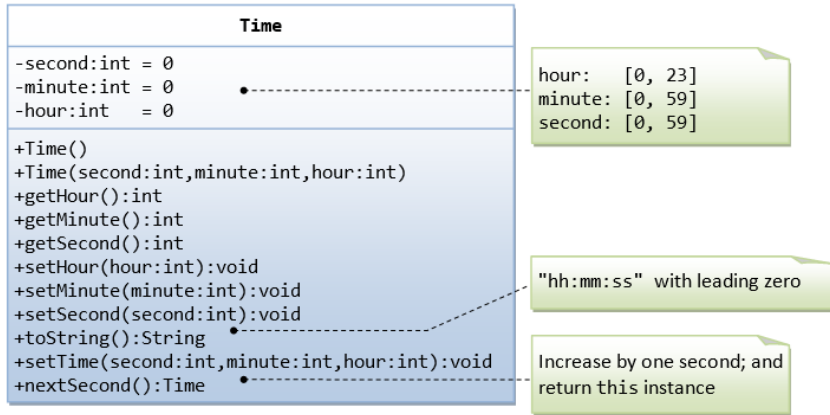 Time
-second:int = 0
-minute:int = 0
-hour:int   = 0
+Time()
+Time(second:int,minute:int,hour:int)
+getHour():int
+getMinute():int
+getSecond():int
+setHour(hour:int):void
+setMinute(minute:int):void
+setSecond(second:int):void
+toString():String
+setTime(second:int,minute:int,hour:int):void
+nextSecond():Time
hour:   [0, 23]
minute: [0, 59]
second: [0, 59]
"hh:mm:ss" with leading zero
Increase by one second; and
return this instance